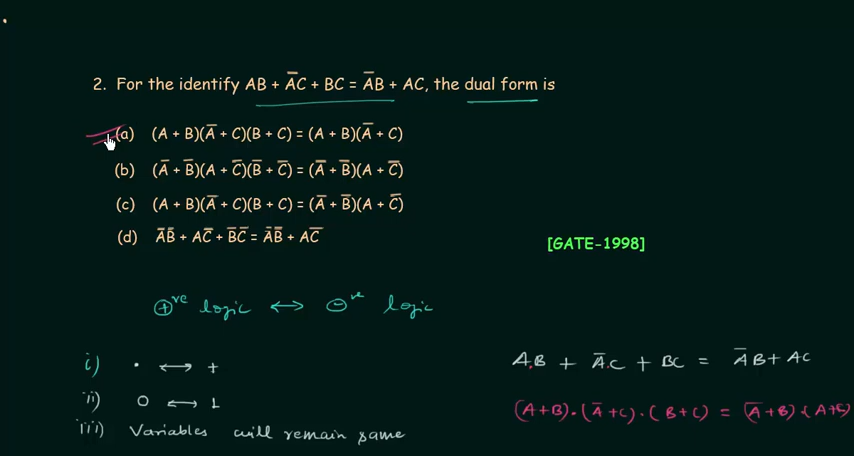 2. For the identify AB + A̅C + BC = A̅B + AC, the dual form is
(a) (A + B)(A̅ + C)(B + C) = (A + B)(A̅ + C)
(b) (A̅ + B̅)(A + C̅)(B̅ + C̅) = (A̅ + B̅)(A + C̅)
(c) (A + B)(A̅ + C)(B + C) = (A̅ + B̅)(A + C̅)
(d) A̅B̅ + AC̅ + B̅C̅ = A̅B̅ + AC̅
[GATE-1998]
⊕ve logic ↔ ⊖ve logic
i) • ↔ +
ii) 0 ↔ 1
iii) Variables will remain same
A.B + A̅.C + BC = A̅B + AC
(A+B)•(A̅+C)•(B+C) = (A̅+B)•(A+C)